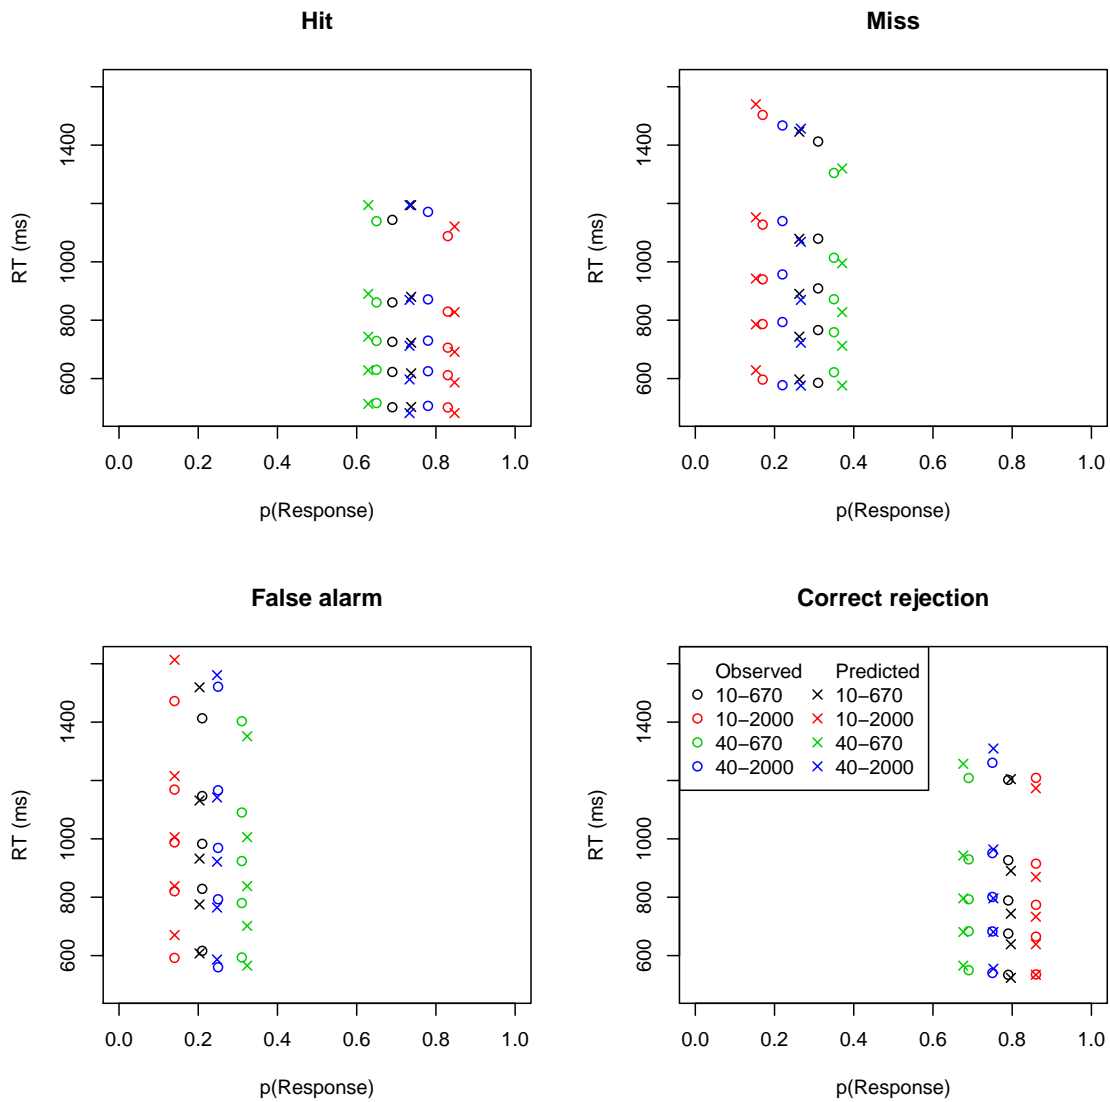 Hit
RT (ms)
1400
1000
800
600
0.0 0.2 0.4 0.6 0.8 1.0
p(Response)
Miss
RT (ms)
1400
1000
800
600
0.0 0.2 0.4 0.6 0.8 1.0
p(Response)
False alarm
RT (ms)
1400
1000
800
600
0.0 0.2 0.4 0.6 0.8 1.0
p(Response)
Correct rejection
RT (ms)
1400
1000
800
600
Observed Predicted
10−670 10−670
10−2000 10−2000
40−670 40−670
40−2000 40−2000
0.0 0.2 0.4 0.6 0.8 1.0
p(Response)